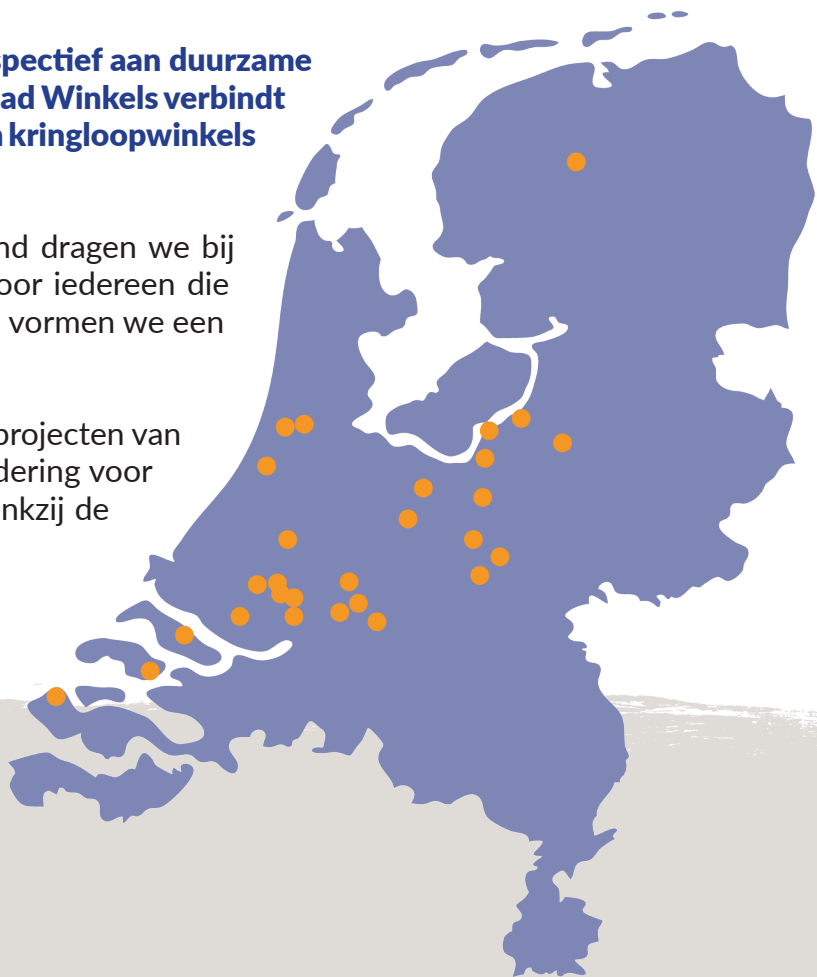 spectief aan duurzame
ad Winkels verbindt
kringloopwinkels
nd dragen we bij
oor iedereen die
vormen we een
projecten van
dering voor
nkzij de